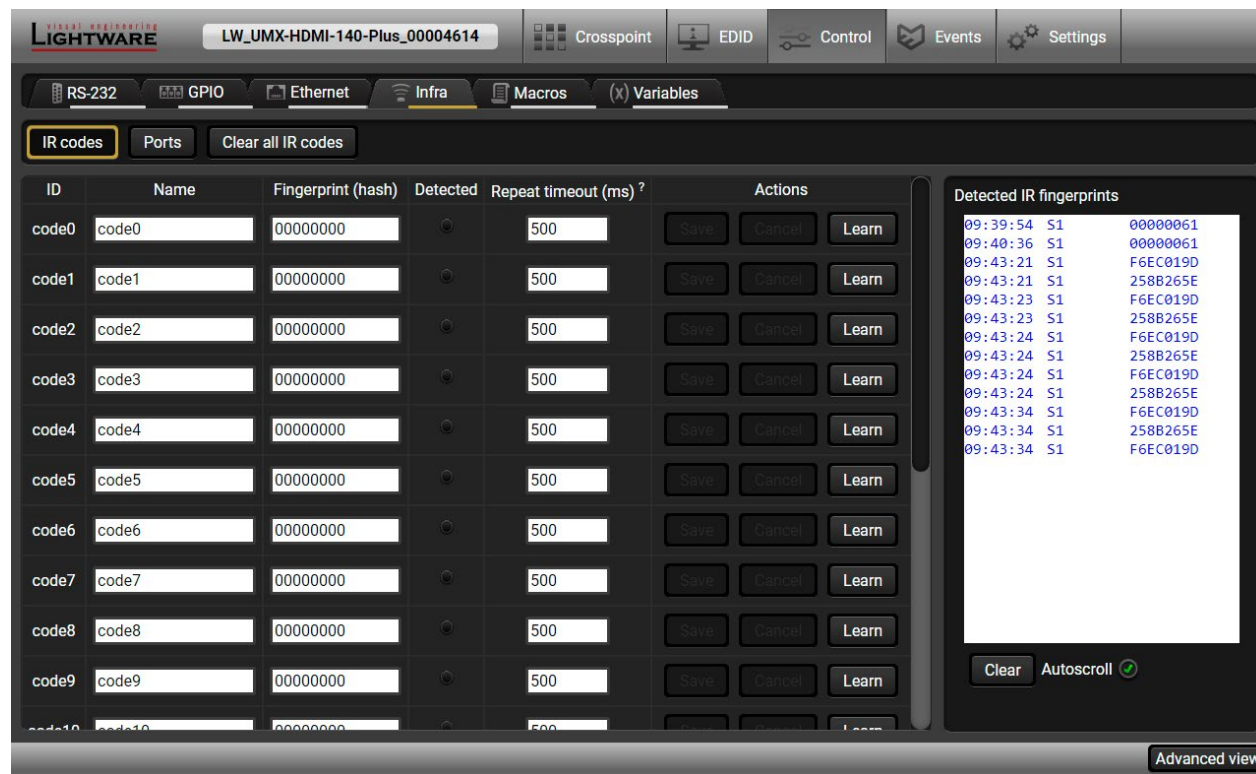 visual engineering
LIGHTWARE
LW_UMX-HDMI-140-Plus_00004614
Crosspoint
EDID
Control
Events
Settings
RS-232
GPIO
Ethernet
Infra
Macros
(x) Variables
IR codes
Ports
Clear all IR codes
ID Name Fingerprint (hash) Detected Repeat timeout (ms) ? Actions
code0 code0 00000000 500 Save Cancel Learn
code1 code1 00000000 500 Save Cancel Learn
code2 code2 00000000 500 Save Cancel Learn
code3 code3 00000000 500 Save Cancel Learn
code4 code4 00000000 500 Save Cancel Learn
code5 code5 00000000 500 Save Cancel Learn
code6 code6 00000000 500 Save Cancel Learn
code7 code7 00000000 500 Save Cancel Learn
code8 code8 00000000 500 Save Cancel Learn
code9 code9 00000000 500 Save Cancel Learn
code10 code10 00000000 500 Save Cancel Learn
Detected IR fingerprints
09:39:54 S1 00000061
09:40:36 S1 00000061
09:43:21 S1 F6EC019D
09:43:21 S1 258B265E
09:43:23 S1 F6EC019D
09:43:23 S1 258B265E
09:43:24 S1 F6EC019D
09:43:24 S1 258B265E
09:43:24 S1 F6EC019D
09:43:24 S1 258B265E
09:43:34 S1 F6EC019D
09:43:34 S1 258B265E
09:43:34 S1 F6EC019D
Clear Autoscroll
Advanced view